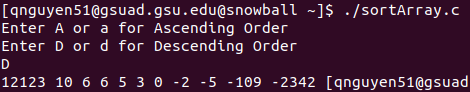 [qnguyen51@gsuad.gsu.edu@snowball ~]$ ./sortArray.c
Enter A or a for Ascending Order
Enter D or d for Descending Order
D
12123 10 6 6 5 3 0 -2 -5 -109 -2342 [qnguyen51@gsuad